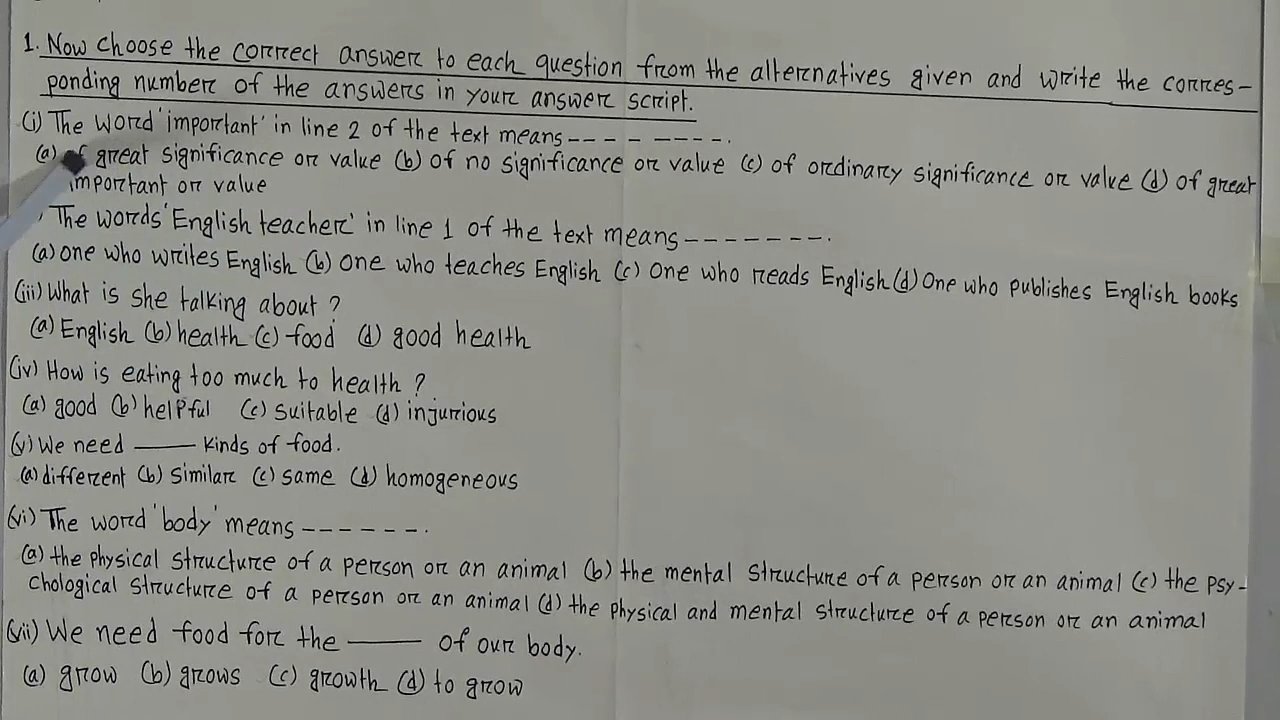 1. Now choose the correct answer to each question from the alternatives given and write the corres-
ponding number of the answers in your answer script.
(i) The word 'important' in line 2 of the text means-- -- -- -- --.
(a) of great significance or value (b) of no significance or value (c) of ordinary significance or value (d) of great
important or value
The words 'English teacher' in line 1 of the text means-------.
(a) one who writes English (b) One who teaches English (c) One who reads English (d) One who publishes English books
(iii) What is she talking about ?
(a) English (b) health (c) food (d) good health
(iv) How is eating too much to health ?
(a) good (b) helpful (c) suitable (d) injurious
(v) We need ____ kinds of food.
(a) different (b) similar (c) same (d) homogeneous
(vi) The word 'body' means ------.
(a) the physical structure of a person or an animal (b) the mental structure of a person or an animal (c) the psy-
chological structure of a person or an animal (d) the physical and mental structure of a person or an animal
(vii) We need food for the ____ of our body.
(a) grow (b) grows (c) growth (d) to grow